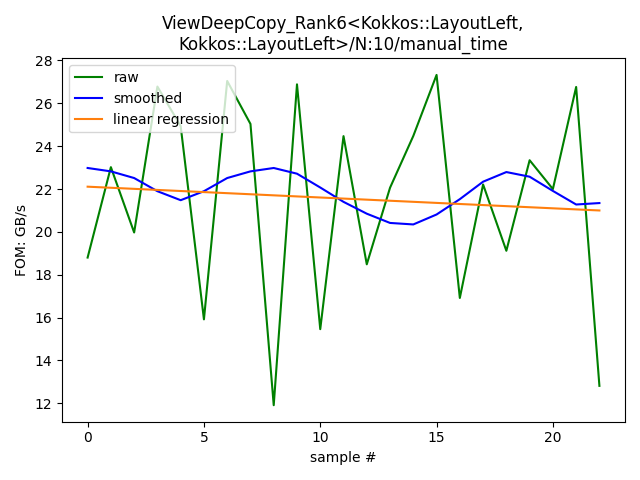 ViewDeepCopy_Rank6<Kokkos::LayoutLeft,
Kokkos::LayoutLeft>/N:10/manual_time
raw
smoothed
linear regression
FOM: GB/s
28
26
24
22
20
18
16
14
12
0
5
10
15
20
sample #